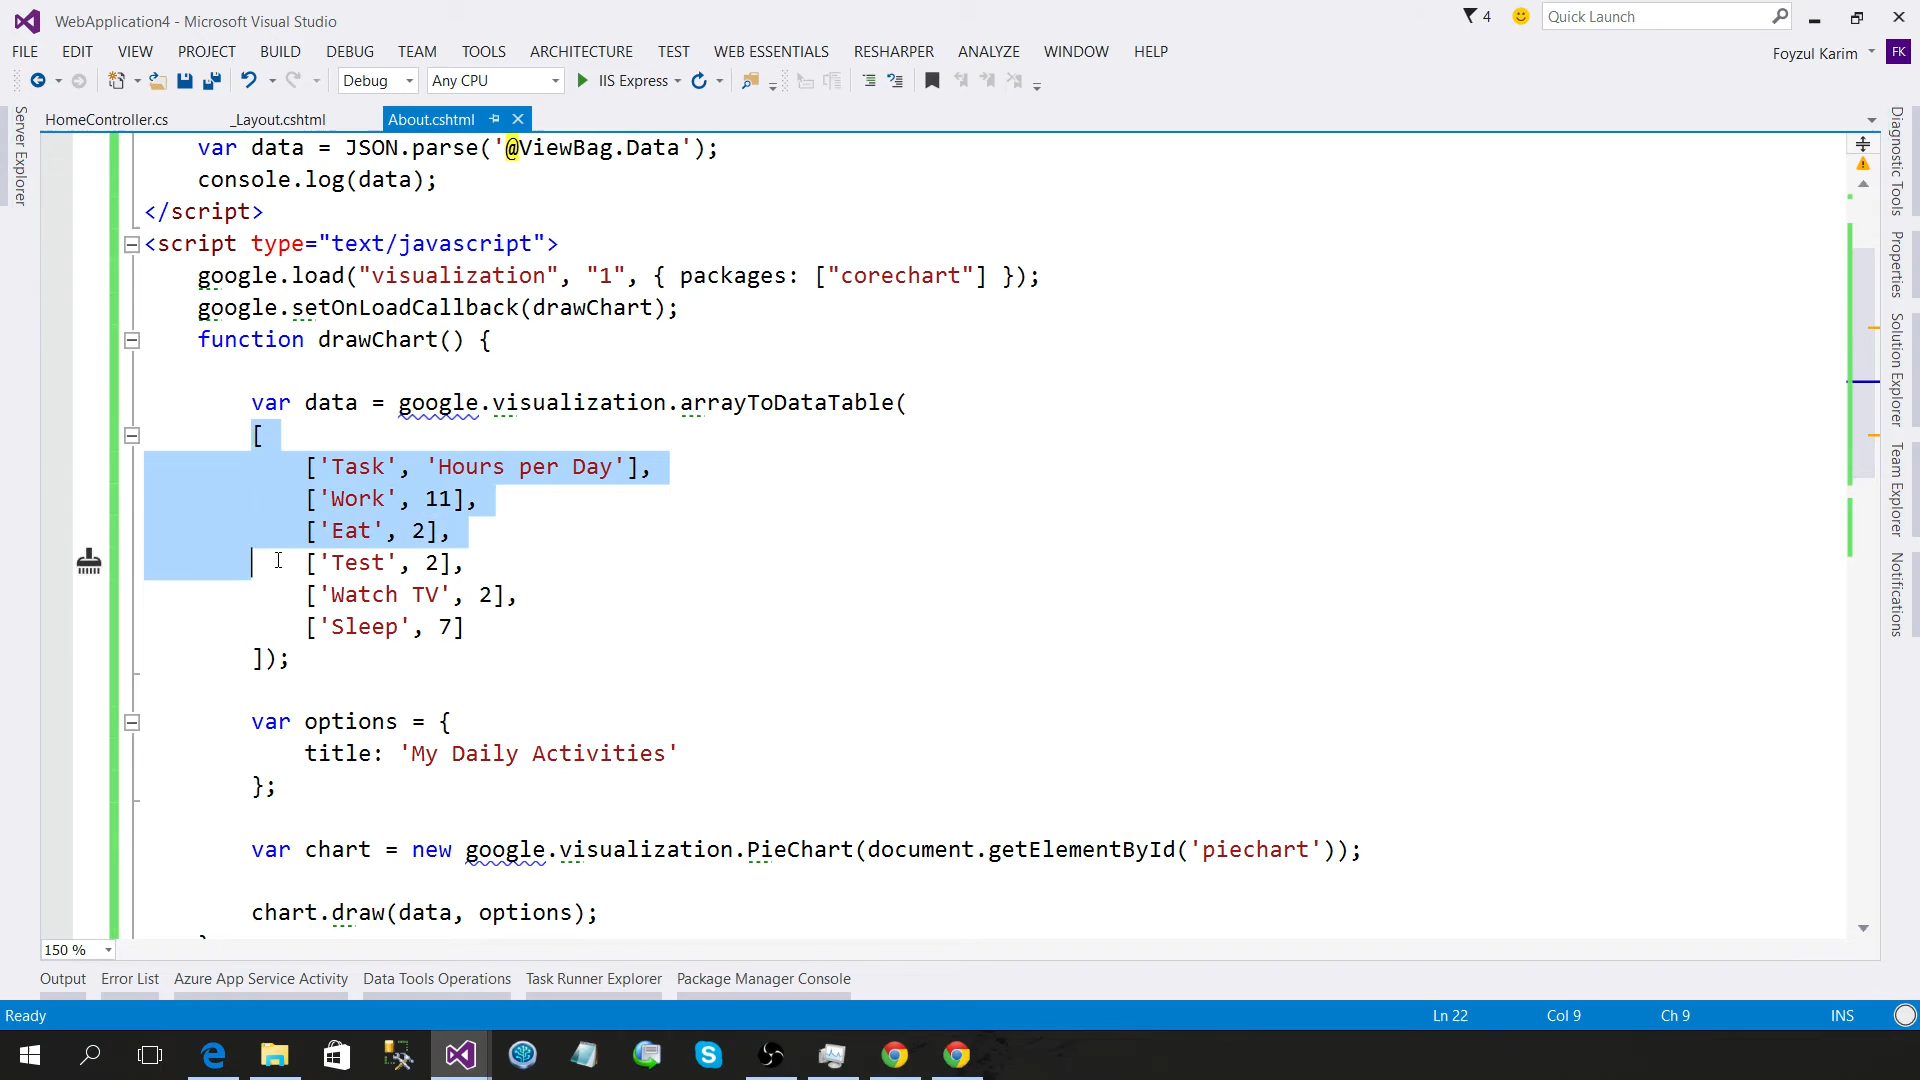 WebApplication4 - Microsoft Visual Studio
4
Quick Launch
FILE EDIT VIEW PROJECT BUILD DEBUG TEAM TOOLS ARCHITECTURE TEST WEB ESSENTIALS RESHARPER ANALYZE WINDOW HELP
Foyzul Karim FK
Debug Any CPU IIS Express
Server Explorer
HomeController.cs _Layout.cshtml About.cshtml
var data = JSON.parse('@ViewBag.Data');
console.log(data);
</script>
<script type="text/javascript">
google.load("visualization", "1", { packages: ["corechart"] });
google.setOnLoadCallback(drawChart);
function drawChart() {
var data = google.visualization.arrayToDataTable(
[
['Task', 'Hours per Day'],
['Work', 11],
['Eat', 2],
['Test', 2],
['Watch TV', 2],
['Sleep', 7]
]);
var options = {
title: 'My Daily Activities'
};
var chart = new google.visualization.PieChart(document.getElementById('piechart'));
chart.draw(data, options);
Diagnostic Tools
Properties
Solution Explorer
Team Explorer
Notifications
150 %
Output Error List Azure App Service Activity Data Tools Operations Task Runner Explorer Package Manager Console
Ready Ln 22 Col 9 Ch 9 INS